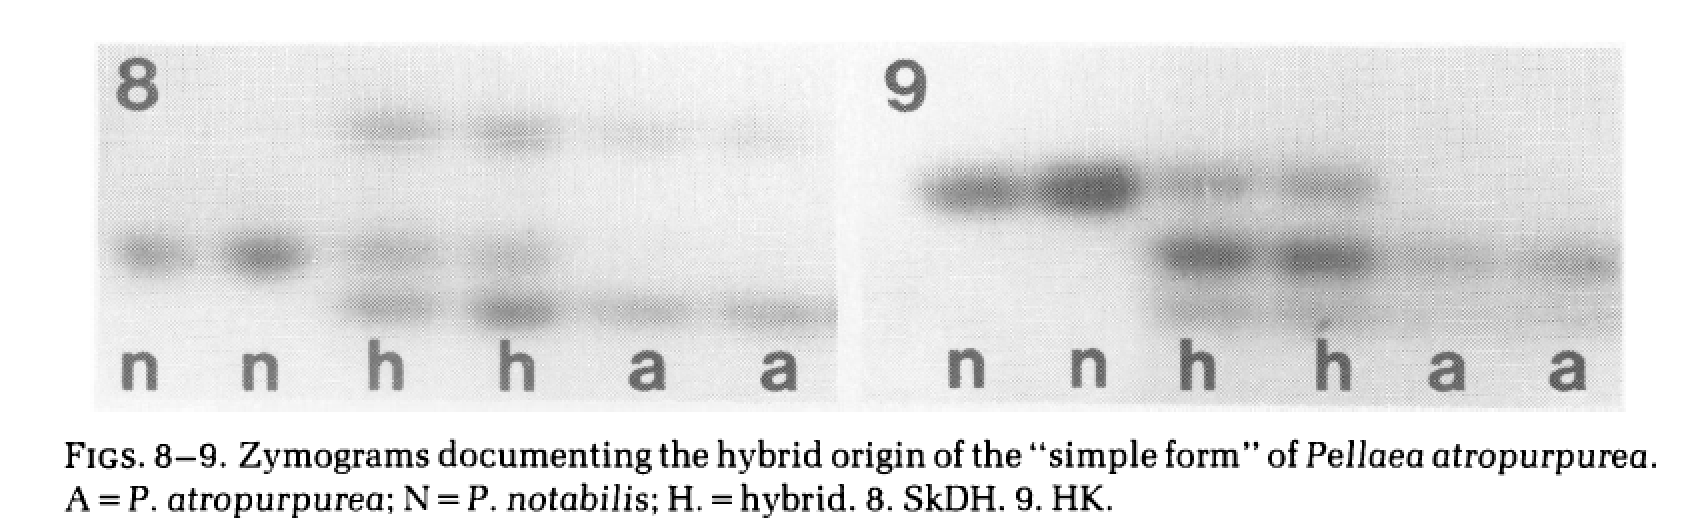 8 9
n n h h a a n n h h a a
FIGS. 8–9. Zymograms documenting the hybrid origin of the “simple form” of Pellaea atropurpurea.
A = P. atropurpurea; N = P. notabilis; H. = hybrid. 8. SkDH. 9. HK.